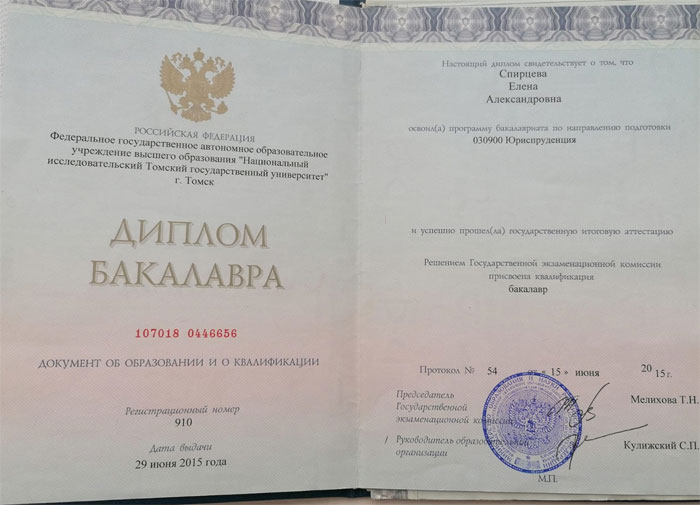 РОССИЙСКАЯ ФЕДЕРАЦИЯ
Федеральное государственное автономное образовательное
учреждение высшего образования "Национальный
исследовательский Томский государственный университет"
г. Томск
ДИПЛОМ
БАКАЛАВРА
107018 0446656
ДОКУМЕНТ ОБ ОБРАЗОВАНИИ И О КВАЛИФИКАЦИИ
Регистрационный номер
910
Дата выдачи
29 июня 2015 года
Настоящий диплом свидетельствует о том, что
Спирцева
Елена
Александровна
освоил(а) программу бакалавриата по направлению подготовки
030900 Юриспруденция
и успешно прошел(ла) государственную итоговую аттестацию
Решением Государственной экзаменационной комиссии
присвоена квалификация
бакалавр
Протокол № 54 от « 15 » июня 2015 г.
Председатель
Государственной
экзаменационной комиссии
Мелихова Т.Н.
/ Руководитель образовательной
организации
Кулижский С.П.
М.П.